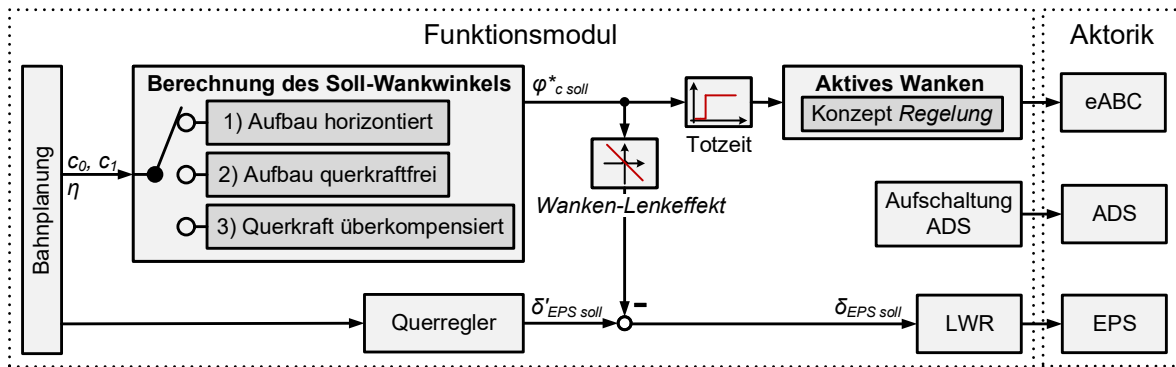 Funktionsmodul
Aktorik
Bahnplanung
c0, c1
η
Berechnung des Soll-Wankwinkels
1) Aufbau horizontiert
2) Aufbau querkraftfrei
3) Querkraft überkompensiert
φ*c soll
Totzeit
Wanken-Lenkeffekt
Aktives Wanken
Konzept Regelung
eABC
Aufschaltung
ADS
ADS
Querregler
δ'EPS soll
-
δEPS soll
LWR
EPS